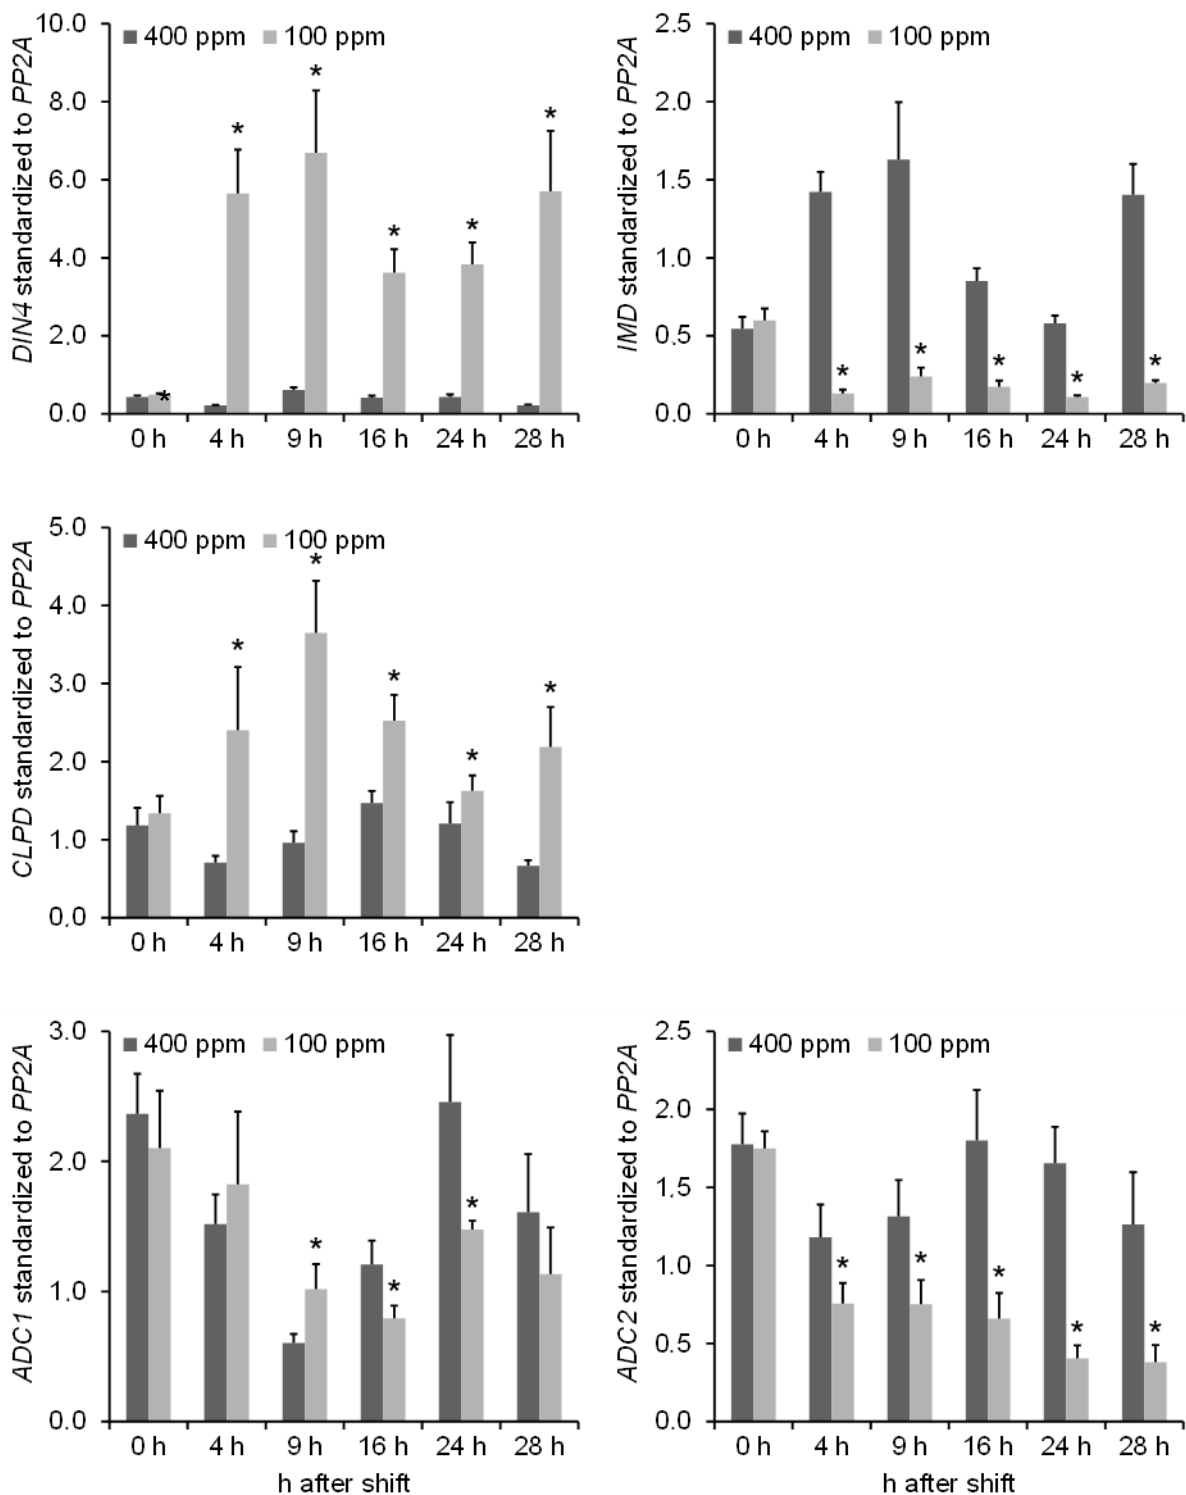 DIN4 standardized to PP2A
400 ppm 100 ppm
10.0
8.0
6.0
4.0
2.0
0.0
* * * * * *
0 h 4 h 9 h 16 h 24 h 28 h
IMD standardized to PP2A
400 ppm 100 ppm
2.5
2.0
1.5
1.0
0.5
0.0
* * * * *
0 h 4 h 9 h 16 h 24 h 28 h
CLPD standardized to PP2A
400 ppm 100 ppm
5.0
4.0
3.0
2.0
1.0
0.0
* * * * *
0 h 4 h 9 h 16 h 24 h 28 h
ADC1 standardized to PP2A
400 ppm 100 ppm
3.0
2.0
1.0
0.0
* * *
0 h 4 h 9 h 16 h 24 h 28 h
h after shift
ADC2 standardized to PP2A
400 ppm 100 ppm
2.5
2.0
1.5
1.0
0.5
0.0
* * * * *
0 h 4 h 9 h 16 h 24 h 28 h
h after shift